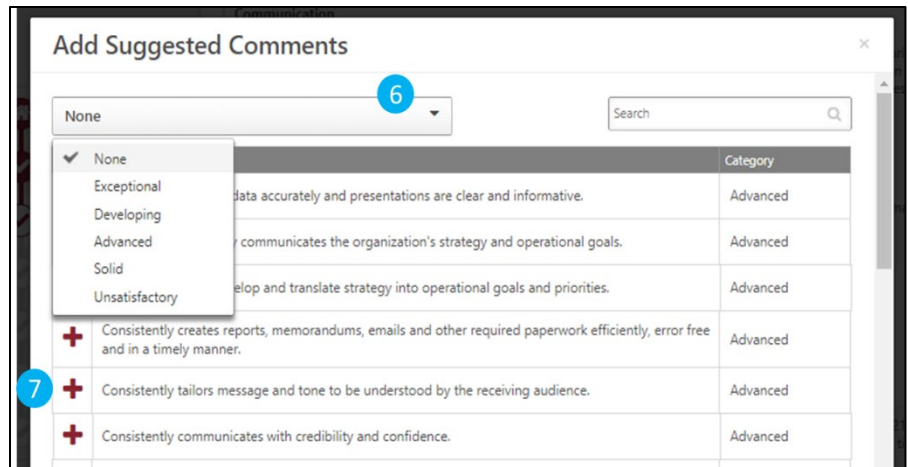 Communication
Add Suggested Comments
×
6
None
Search
None
Category
Exceptional
data accurately and presentations are clear and informative.
Advanced
Developing
Advanced
communicates the organization's strategy and operational goals.
Advanced
Solid
elop and translate strategy into operational goals and priorities.
Advanced
Unsatisfactory
Consistently creates reports, memorandums, emails and other required paperwork efficiently, error free
and in a timely manner.
Advanced
7
Consistently tailors message and tone to be understood by the receiving audience.
Advanced
Consistently communicates with credibility and confidence.
Advanced